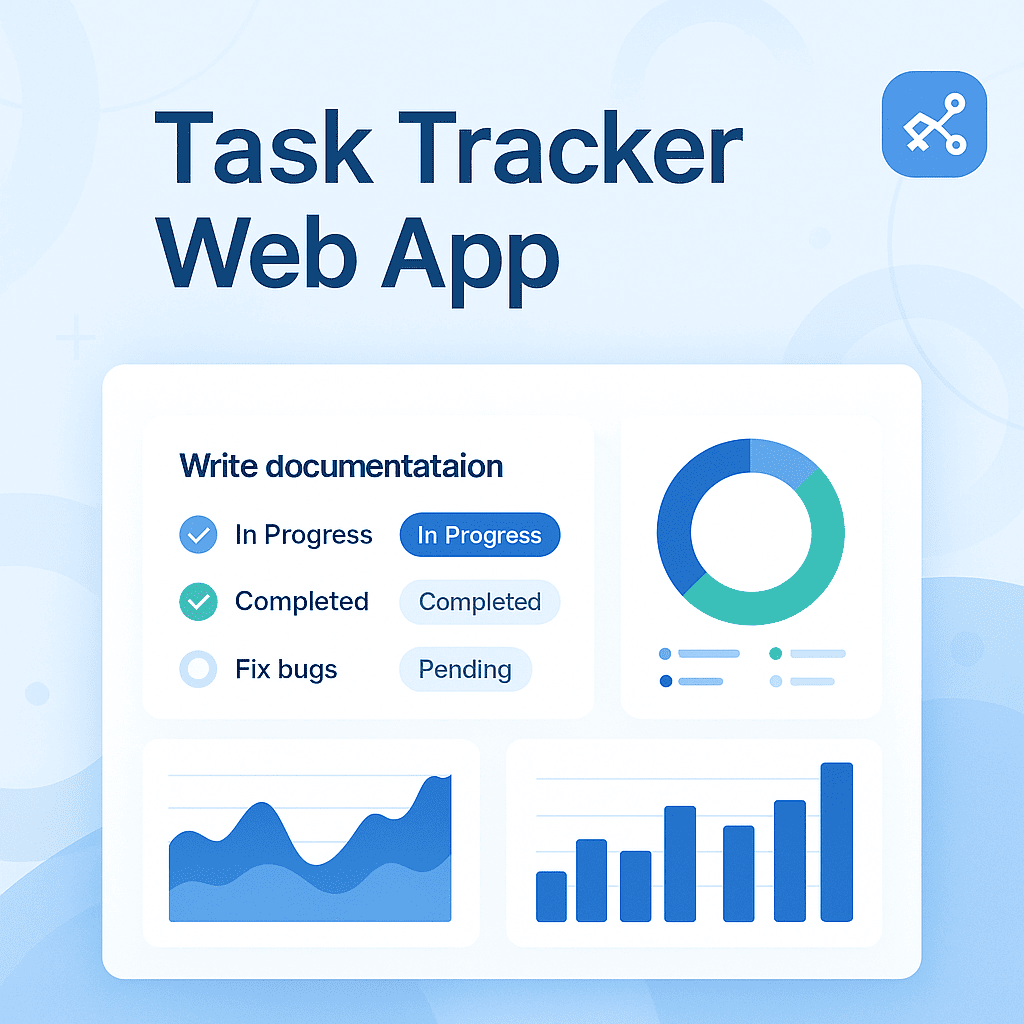 Task Tracker
Web App
Write documentataion
In Progress In Progress
Completed Completed
Fix bugs Pending